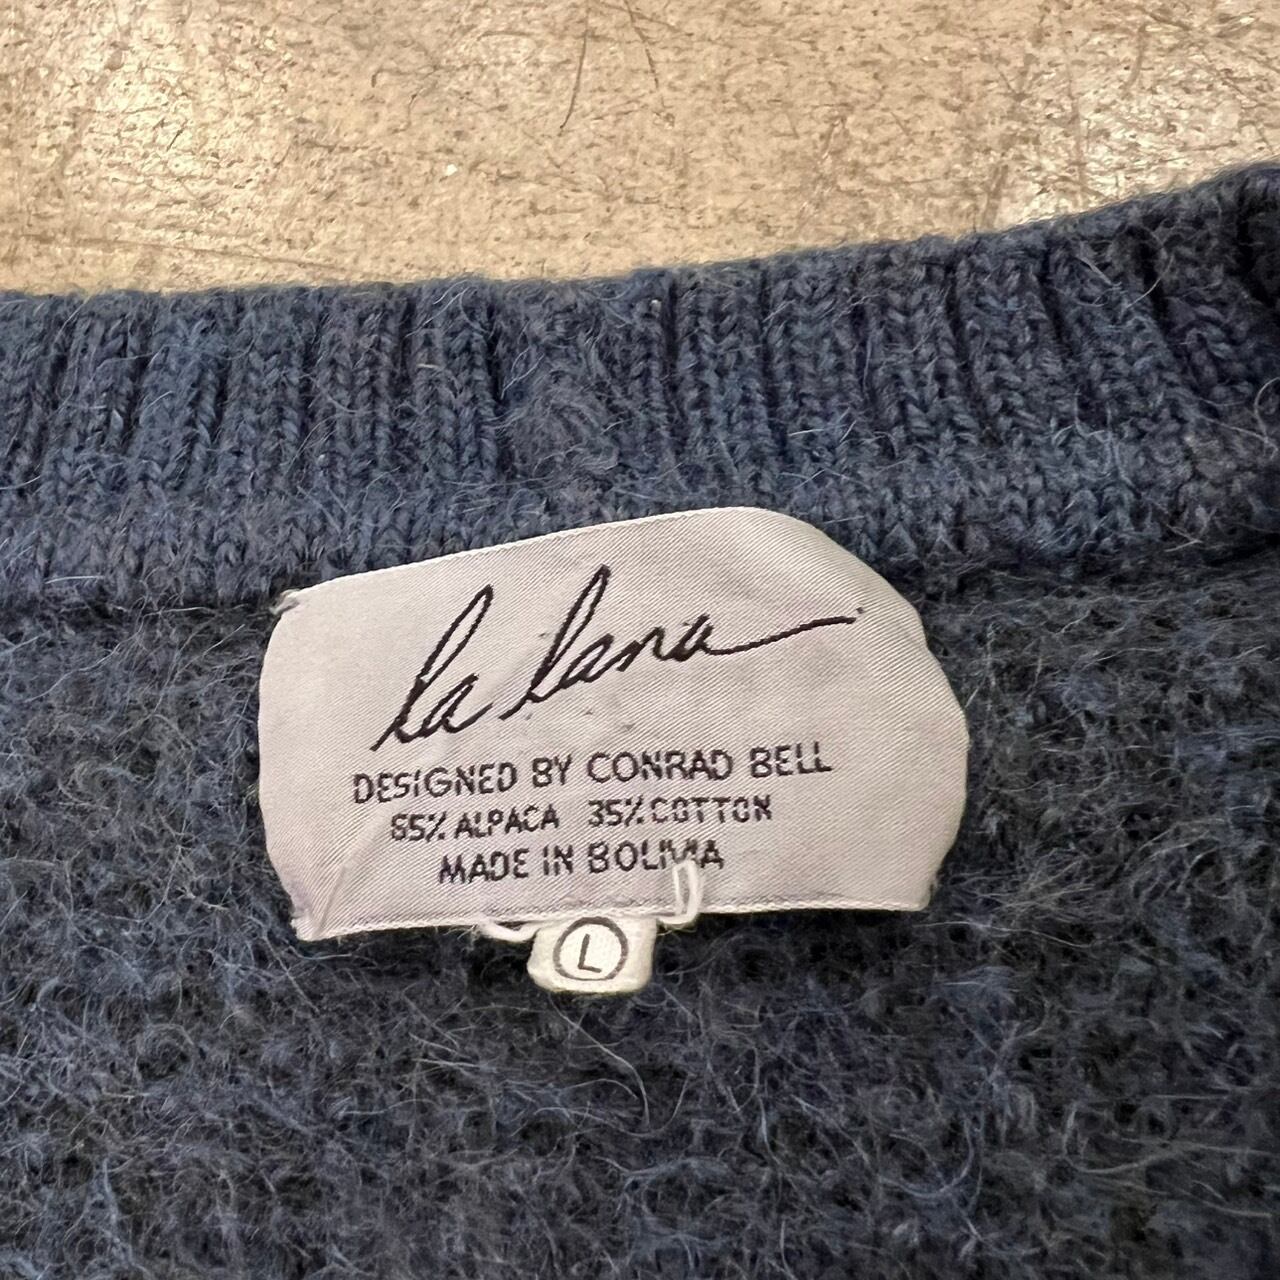 la lana
DESIGNED BY CONRAD BELL
65% ALPACA 35% COTTON
MADE IN BOLIVIA
L